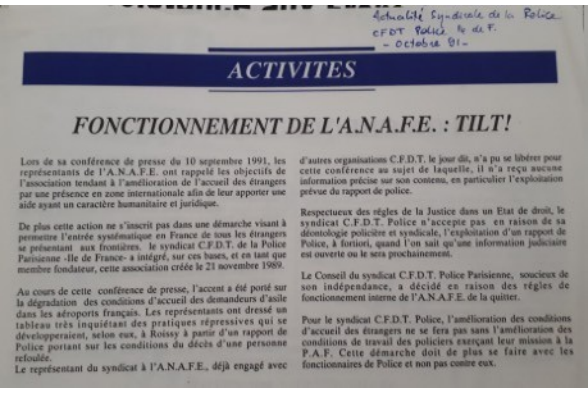 Actualité Syndicale de la Police
CFDT Police P. de F.
- Octobre 91 -
ACTIVITES
FONCTIONNEMENT DE L'A.N.A.F.E. : TILT!
Lors de sa conférence de presse du 10 septembre 1991, les
représentants de l'A.N.A.F.E. ont rappelé les objectifs de
l'association tendant à l'amélioration de l'accueil des étrangers
par une présence en zone internationale afin de leur apporter une
aide ayant un caractère humanitaire et juridique.
De plus cette action ne s'inscrit pas dans une démarche visant à
permettre l'entrée systématique en France de tous les étrangers
se présentant aux frontières. le syndicat C.F.D.T. de la Police
Parisienne -Ile de France- a intégré, sur ces bases, et en tant que
membre fondateur, cette association créée le 21 novembre 1989.
Au cours de cette conférence de presse, l'accent a été porté sur
la dégradation des conditions d'accueil des demandeurs d'asile
dans les aéroports français. Les représentants ont dressé un
tableau très inquiétant des pratiques répressives qui se
développeraient, selon eux, à Roissy à partir d'un rapport de
Police portant sur les conditions du décès d'une personne
refoulée.
Le représentant du syndicat à l'A.N.A.F.E., déjà engagé avec
d'autres organisations C.F.D.T. le jour dit, n'a pu se libérer pour
cette conférence au sujet de laquelle, il n'a reçu aucune
information précise sur son contenu, en particulier l'exploitation
prévue du rapport de police.
Respectueux des règles de la Justice dans un Etat de droit, le
syndicat C.F.D.T. Police n'accepte pas en raison de sa
déontologie policière et syndicale, l'exploitation d'un rapport de
Police, à fortiori, quand l'on sait qu'une information judiciaire
est ouverte ou le sera prochainement.
Le Conseil du syndicat C.F.D.T. Police Parisienne, soucieux de
son indépendance, a décidé en raison des règles de
fonctionnement interne de l'A.N.A.F.E. de la quitter.
Pour le syndicat C.F.D.T. Police, l'amélioration des conditions
d'accueil des étrangers ne se fera pas sans l'amélioration des
conditions de travail des policiers exerçant leur mission à la
P.A.F. Cette démarche doit de plus se faire avec les
fonctionnaires de Police et non pas contre eux.